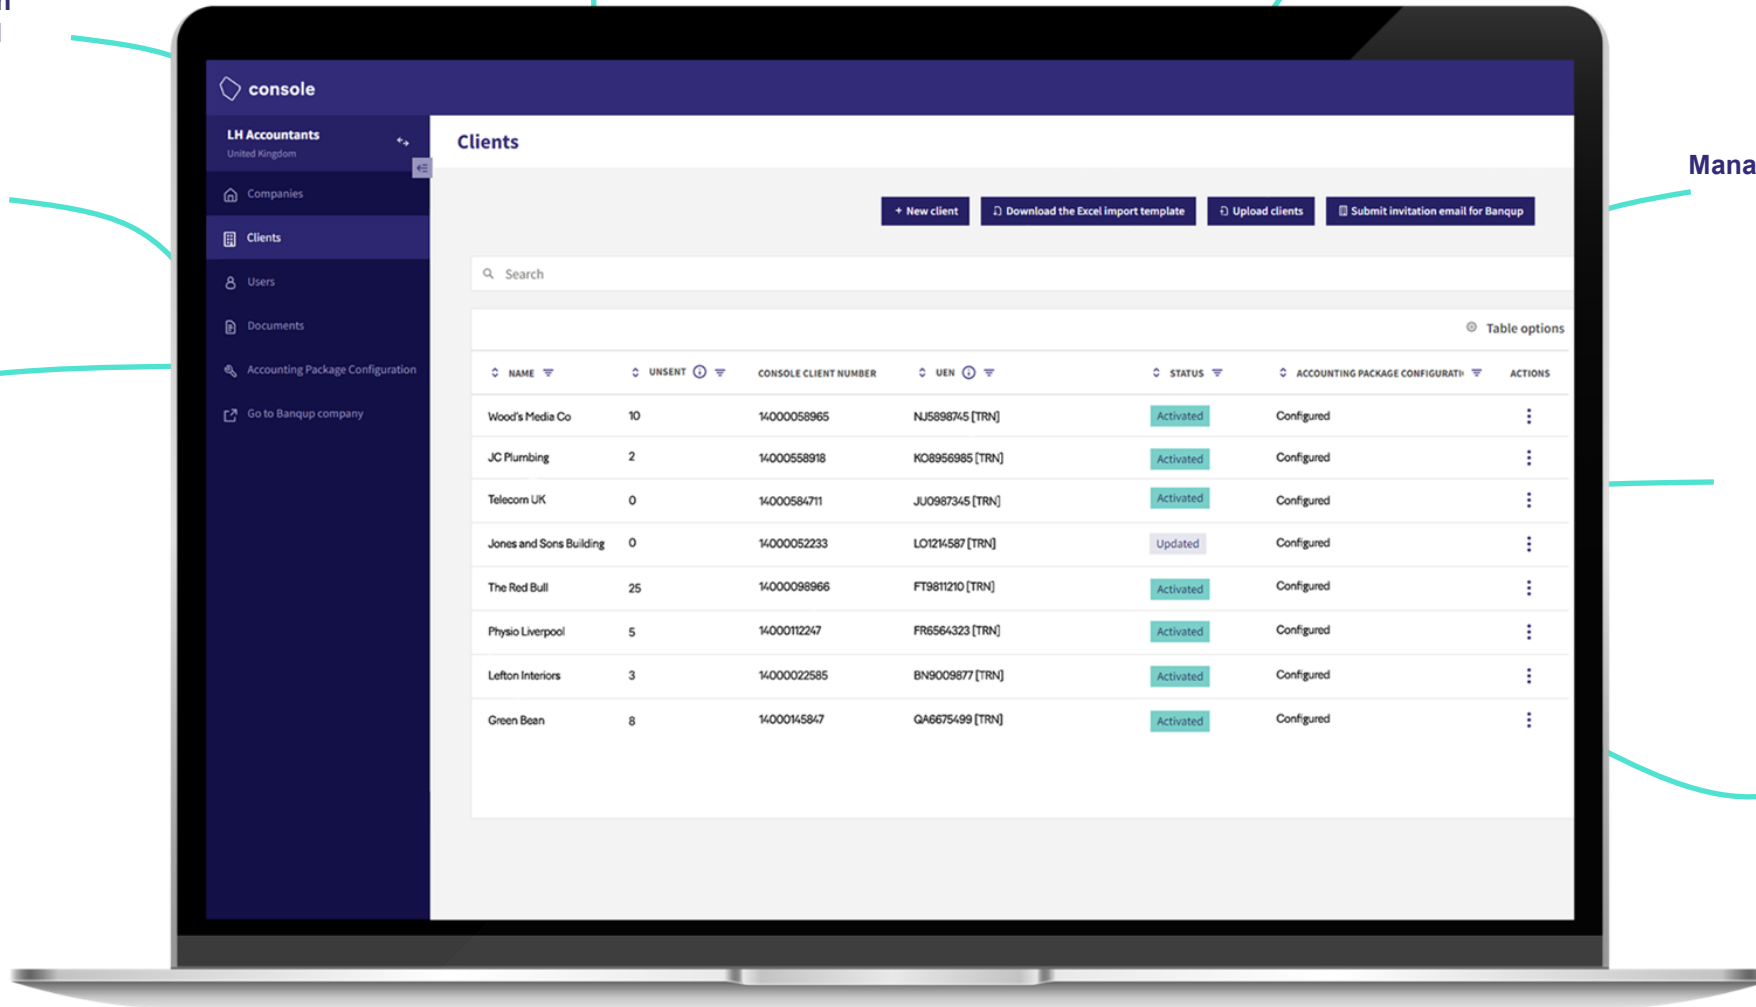 console
LH Accountants
United Kingdom
Companies
Clients
Users
Documents
Accounting Package Configuration
Go to Banqup company
Clients
+ New client Download the Excel import template Upload clients Submit invitation email for Banqup
Search
Table options
NAME UNSENT CONSOLE CLIENT NUMBER UEN STATUS ACCOUNTING PACKAGE CONFIGURATI ACTIONS
Wood's Media Co 10 14000058965 NJ5898745 [TRN] Activated Configured
JC Plumbing 2 14000558918 KO8956985 [TRN] Activated Configured
Telecom UK 0 14000584711 JU0987345 [TRN] Activated Configured
Jones and Sons Building 0 14000052233 LO1214587 [TRN] Updated Configured
The Red Bull 25 14000098966 FT9811210 [TRN] Activated Configured
Physio Liverpool 5 14000112247 FR6564323 [TRN] Activated Configured
Lefton Interiors 3 14000022585 BN9009877 [TRN] Activated Configured
Green Bean 8 14000145847 QA6675499 [TRN] Activated Configured
Mana